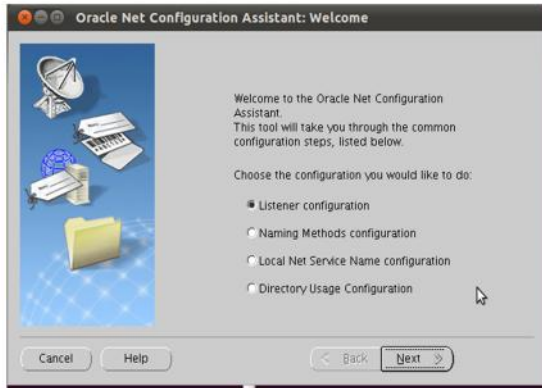 Oracle Net Configuration Assistant: Welcome
Welcome to the Oracle Net Configuration
Assistant.
This tool will take you through the common
configuration steps, listed below.
Choose the configuration you would like to do:
Listener configuration
Naming Methods configuration
Local Net Service Name configuration
Directory Usage Configuration
Cancel
Help
< Back
Next >